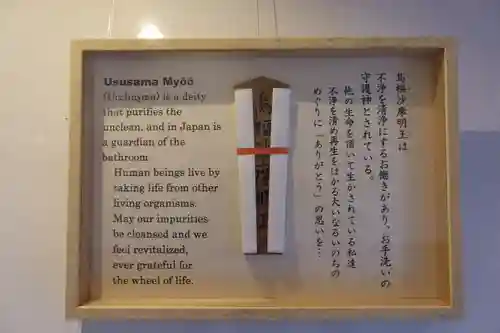 Ususama Myōō
(Ucchuṣma) is a deity
that purifies the
unclean, and in Japan is
a guardian of the
bathroom
Human beings live by
taking life from other
living organisms.
May our impurities
be cleansed and we
feel revitalized,
ever grateful for
the wheel of life.
烏樞沙摩明王は
不浄を清浄にするお働きがあり、お手洗いの
守護神とされている。
他の生命を頂いて生かされている私達
不浄を清め再生をはかる大いなるいのちの
めぐりに「ありがとう」の思いを…